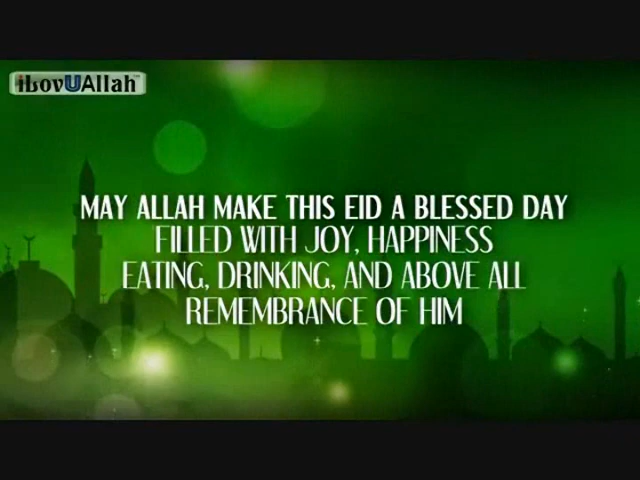 iLovUAllah
MAY ALLAH MAKE THIS EID A BLESSED DAY
FILLED WITH JOY, HAPPINESS
EATING, DRINKING, AND ABOVE ALL
REMEMBRANCE OF HIM